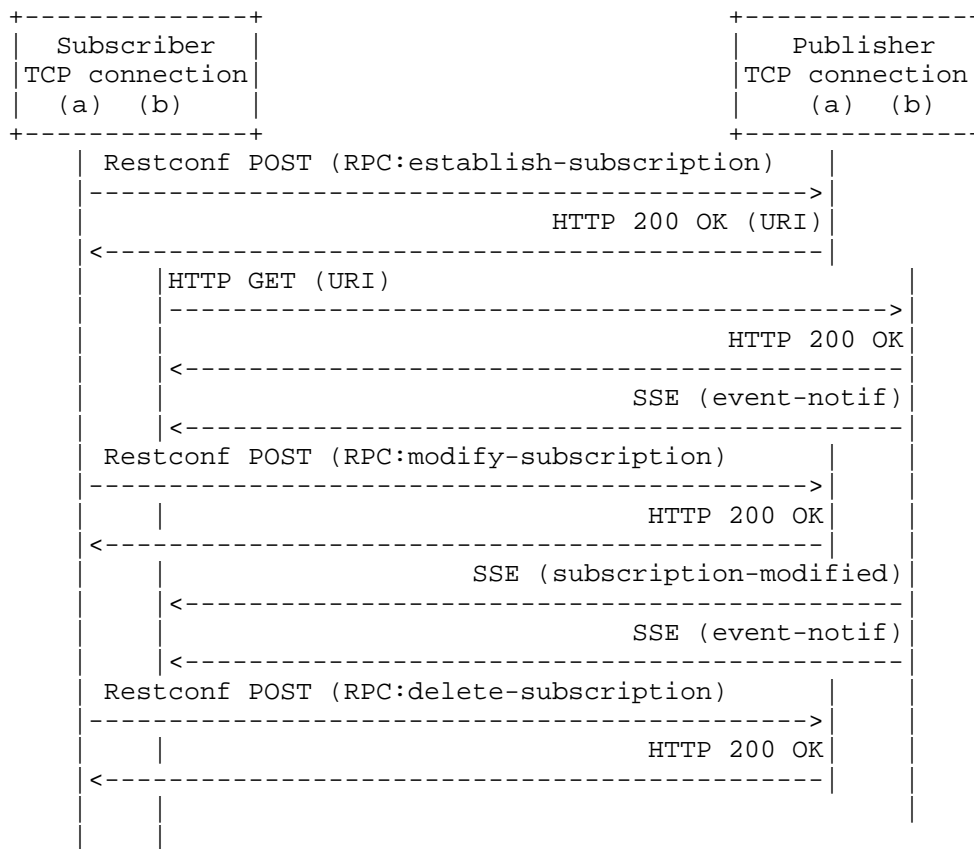 Subscriber Publisher
TCP connection TCP connection
(a) (b) (a) (b)
Restconf POST (RPC:establish-subscription)
HTTP 200 OK (URI)
HTTP GET (URI)
HTTP 200 OK
SSE (event-notif)
Restconf POST (RPC:modify-subscription)
HTTP 200 OK
SSE (subscription-modified)
SSE (event-notif)
Restconf POST (RPC:delete-subscription)
HTTP 200 OK